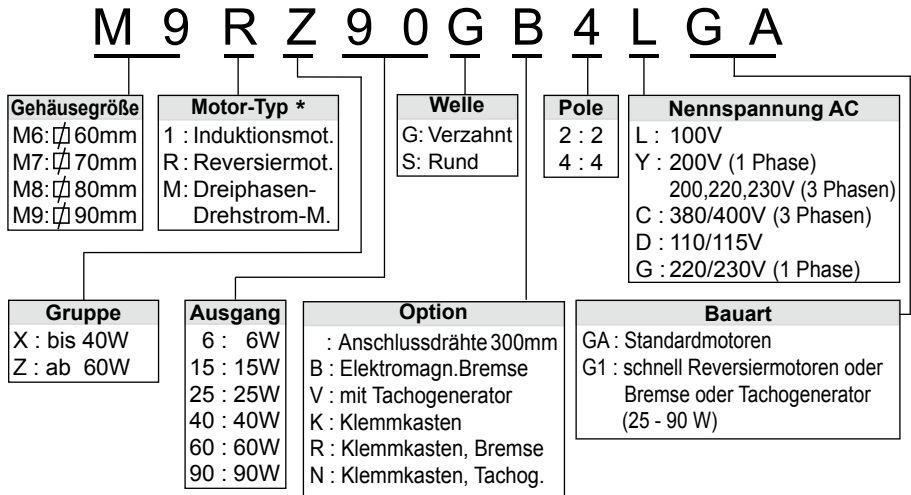 M 9 R Z 9 0 G B 4 L G A
Gehäusegröße
M6: 60mm
M7: 70mm
M8: 80mm
M9: 90mm
Motor-Typ *
1 : Induktionsmot.
R : Reversiermot.
M: Dreiphasen-
Drehstrom-M.
Welle
G: Verzahnt
S: Rund
Pole
2 : 2
4 : 4
Nennspannung AC
L : 100V
Y : 200V (1 Phase)
200,220,230V (3 Phasen)
C : 380/400V (3 Phasen)
D : 110/115V
G : 220/230V (1 Phase)
Gruppe
X : bis 40W
Z : ab 60W
Ausgang
6 : 6W
15 : 15W
25 : 25W
40 : 40W
60 : 60W
90 : 90W
Option
: Anschlussdrähte 300mm
B : Elektromagn.Bremse
V : mit Tachogenerator
K : Klemmkasten
R : Klemmkasten, Bremse
N : Klemmkasten, Tachog.
Bauart
GA : Standardmotoren
G1 : schnell Reversiermotoren oder
Bremse oder Tachogenerator
(25 - 90 W)